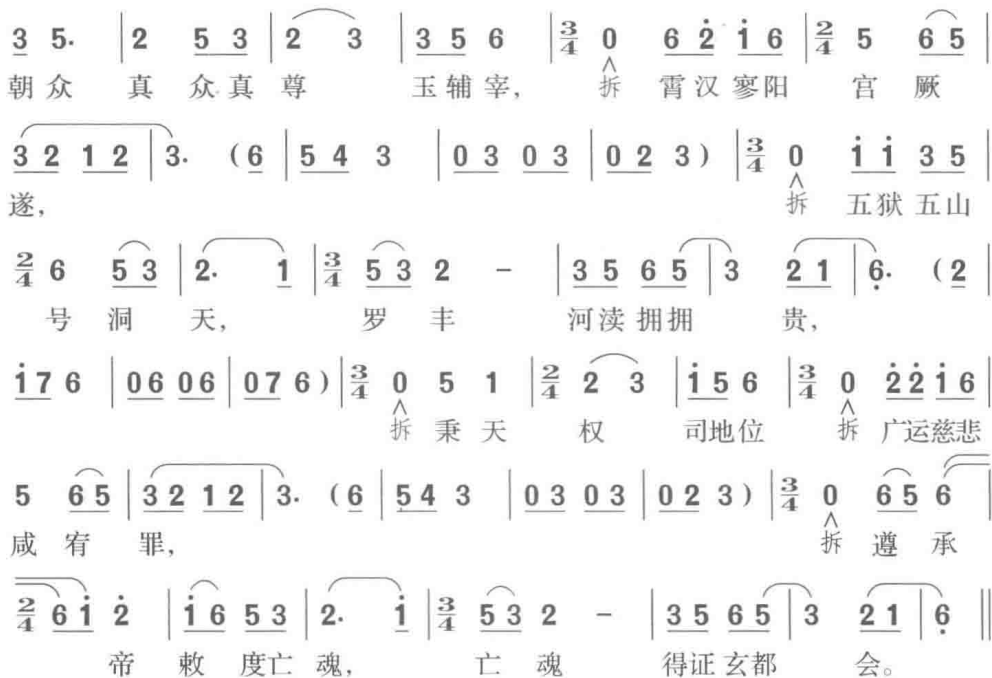 3 5· | 2 5 3 | 2 3 | 3 5 6 | 3/4 0 6 2̇ i̇ 6 | 2/4 5 6 5 |
朝众 真 众真 尊 玉辅宰, 拆 霄汉寥阳 宫 厥
3 2 1 2 | 3· (6 | 5 4 3 | 0 3 0 3 | 0 2 3) | 3/4 0 i̇ i̇ 3 5 |
遂, 拆 五狱五山
2/4 6 5 3 | 2· 1 | 3/4 5 3 2 - | 3 5 6 5 | 3 2 1 | 6̣· (2 |
号 洞 天, 罗 丰 河渎拥拥 贵,
i̇ 7 6 | 0 6 0 6 | 0 7 6) | 3/4 0 5 1 | 2/4 2 3 | i̇ 5 6 | 3/4 0 2̇ 2̇ i̇ 6 |
拆 秉 天 权 司地位 拆 广运慈悲
5 6 5 | 3 2 1 2 | 3· (6 | 5 4 3 | 0 3 0 3 | 0 2 3) | 3/4 0 6 5 6 |
咸 宥 罪, 拆 遵 承
2/4 6 i̇ 2̇ | i̇ 6 5 3 | 2· i̇ | 3/4 5 3 2 - | 3 5 6 5 | 3 2 1 | 6̣ ‖
帝 敕 度亡 魂, 亡 魂 得证玄都 会。